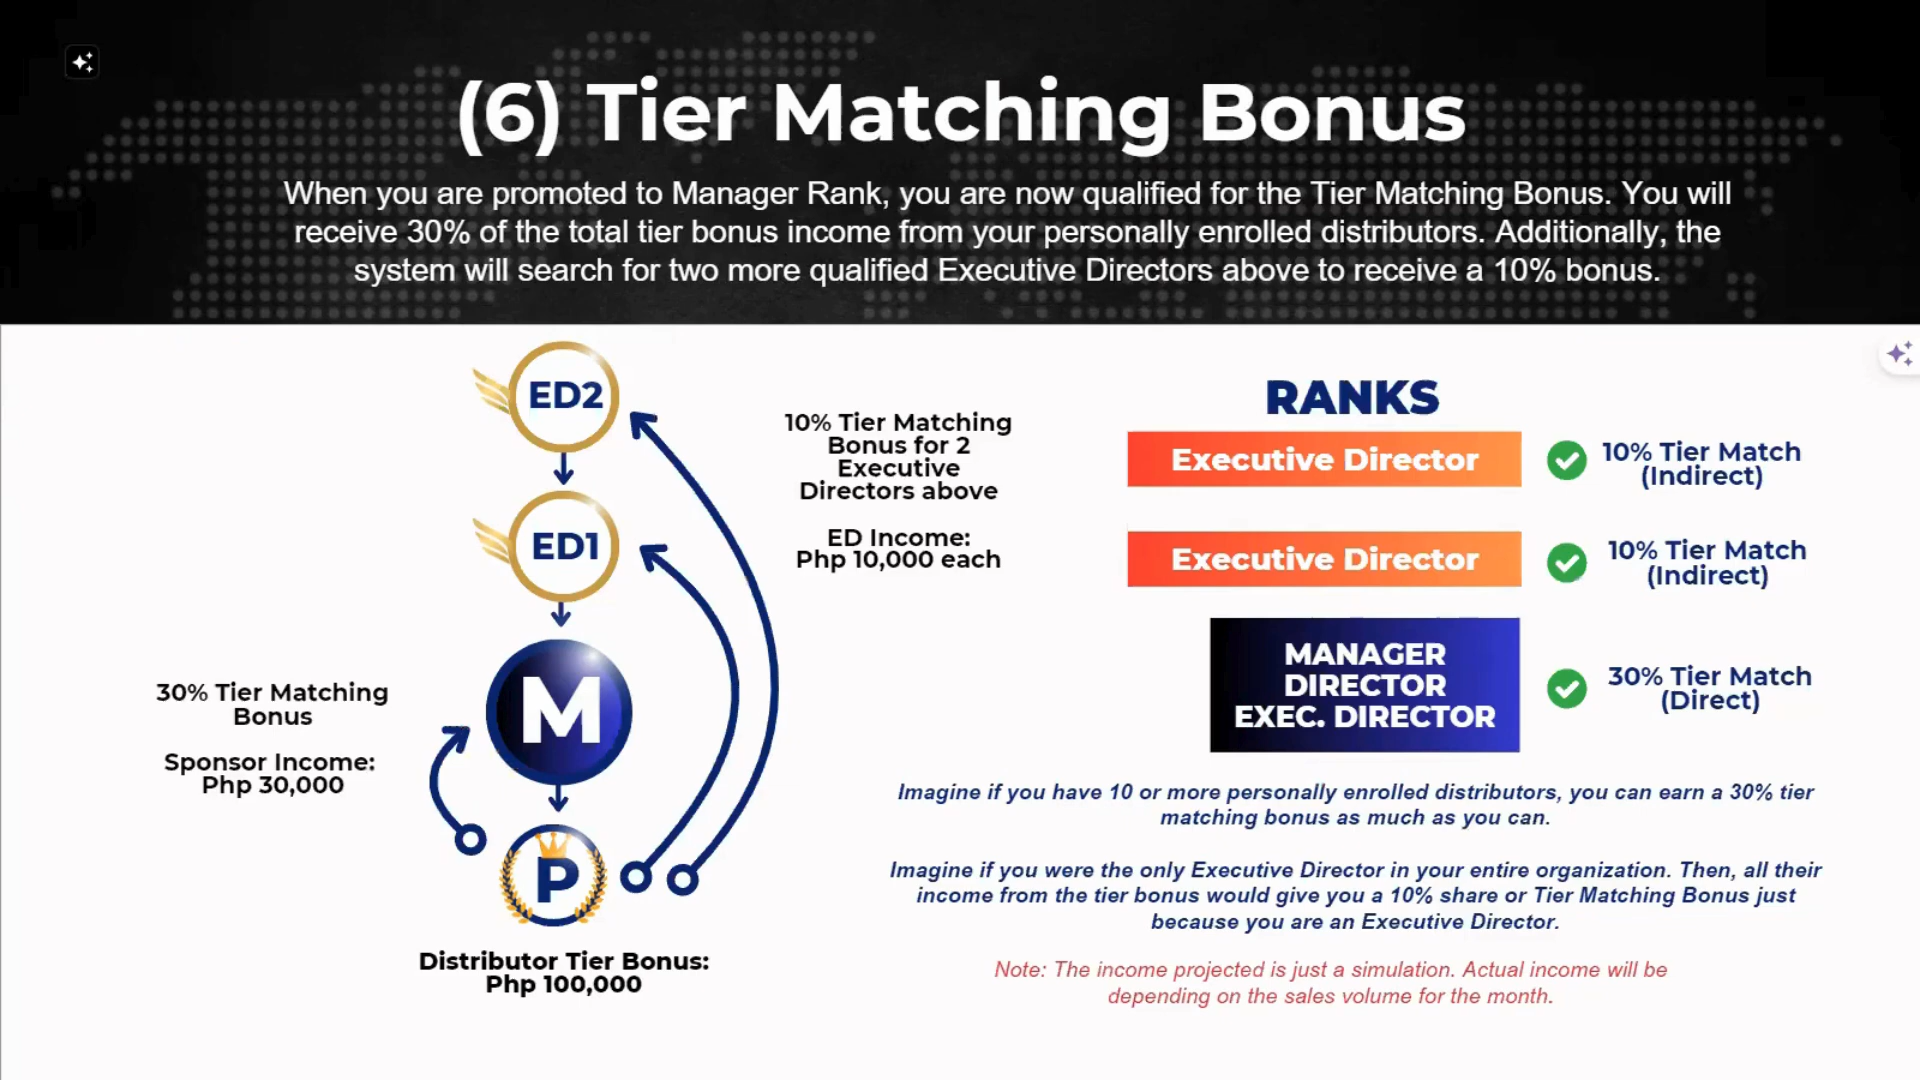 (6) Tier Matching Bonus
When you are promoted to Manager Rank, you are now qualified for the Tier Matching Bonus. You will
receive 30% of the total tier bonus income from your personally enrolled distributors. Additionally, the
system will search for two more qualified Executive Directors above to receive a 10% bonus.
ED2
ED1
M
P
10% Tier Matching
Bonus for 2
Executive
Directors above
ED Income:
Php 10,000 each
30% Tier Matching
Bonus
Sponsor Income:
Php 30,000
Distributor Tier Bonus:
Php 100,000
RANKS
Executive Director
10% Tier Match
(Indirect)
Executive Director
10% Tier Match
(Indirect)
MANAGER
DIRECTOR
EXEC. DIRECTOR
30% Tier Match
(Direct)
Imagine if you have 10 or more personally enrolled distributors, you can earn a 30% tier
matching bonus as much as you can.
Imagine if you were the only Executive Director in your entire organization. Then, all their
income from the tier bonus would give you a 10% share or Tier Matching Bonus just
because you are an Executive Director.
Note: The income projected is just a simulation. Actual income will be
depending on the sales volume for the month.